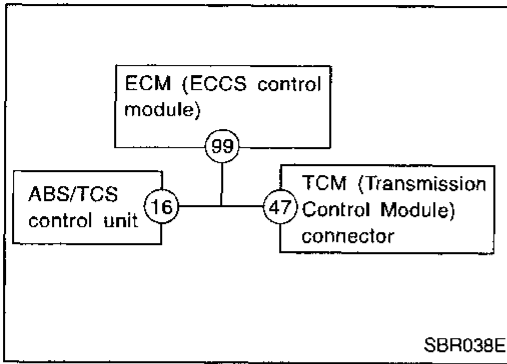 ECM (ECCS control
module)
99
ABS/TCS
control unit
16
47
TCM (Transmission
Control Module)
connector
SBR038E